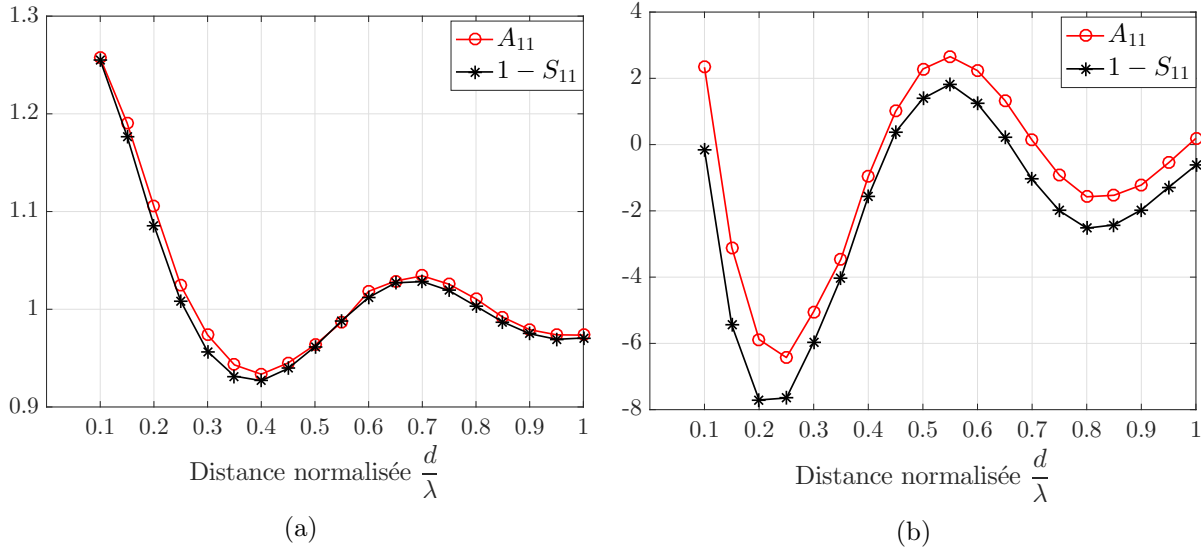 1.3
1.2
1.1
1
0.9
0.1 0.2 0.3 0.4 0.5 0.6 0.7 0.8 0.9 1
A₁₁
1 − S₁₁
Distance normalisée d/λ
(a)
4
2
0
-2
-4
-6
-8
0.1 0.2 0.3 0.4 0.5 0.6 0.7 0.8 0.9 1
A₁₁
1 − S₁₁
Distance normalisée d/λ
(b)